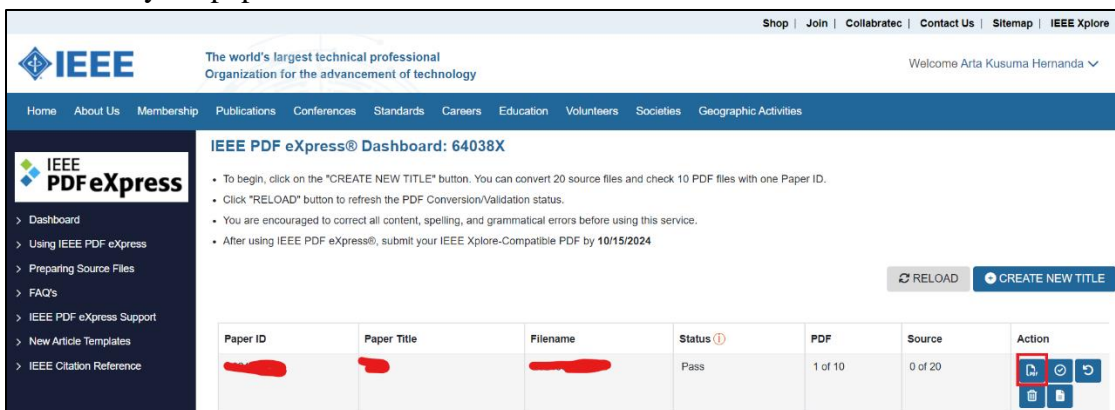 Shop | Join | Collabratec | Contact Us | Sitemap | IEEE Xplore
IEEE
The world's largest technical professional
Organization for the advancement of technology
Welcome Arta Kusuma Hernanda
Home About Us Membership Publications Conferences Standards Careers Education Volunteers Societies Geographic Activities
IEEE
PDF eXpress
> Dashboard
> Using IEEE PDF eXpress
> Preparing Source Files
> FAQ's
> IEEE PDF eXpress Support
> New Article Templates
> IEEE Citation Reference
IEEE PDF eXpress® Dashboard: 64038X
• To begin, click on the "CREATE NEW TITLE" button. You can convert 20 source files and check 10 PDF files with one Paper ID.
• Click "RELOAD" button to refresh the PDF Conversion/Validation status.
• You are encouraged to correct all content, spelling, and grammatical errors before using this service.
• After using IEEE PDF eXpress®, submit your IEEE Xplore-Compatible PDF by 10/15/2024
RELOAD CREATE NEW TITLE
Paper ID Paper Title Filename Status PDF Source Action
Pass 1 of 10 0 of 20